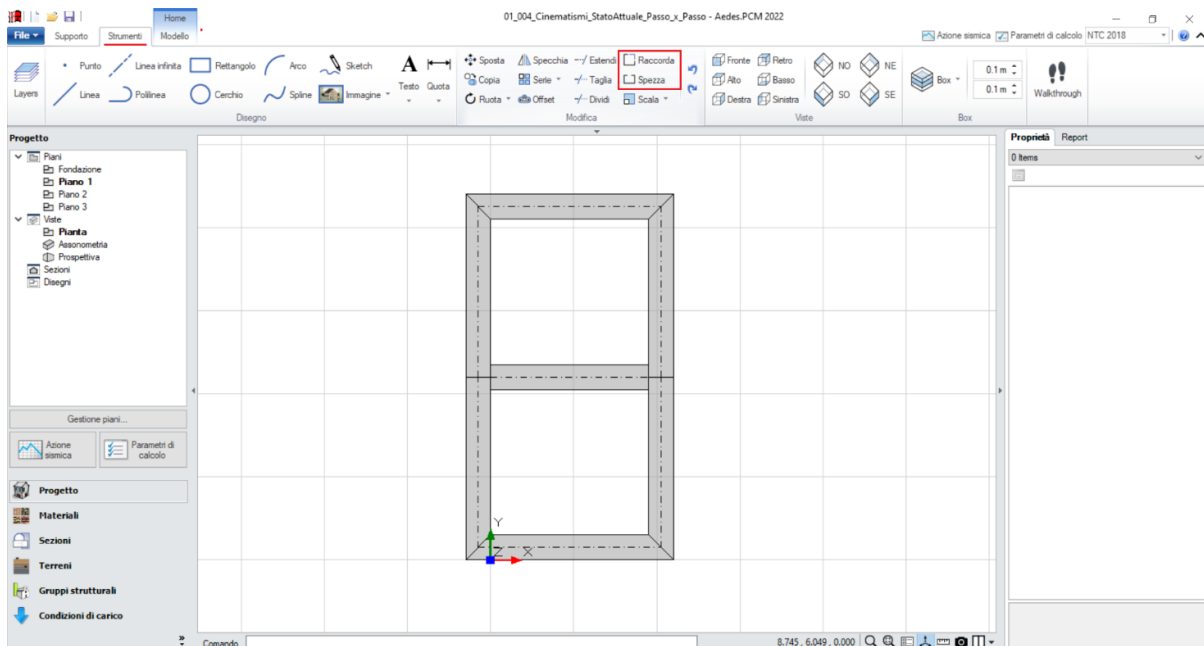 01_004_Cinematismi_StatoAttuale_Passo_x_Passo - Aedes.PCM 2022
Home
File Supporto Strumenti Modello
Azione sismica Parametri di calcolo NTC 2018
Punto Linea infinita Rettangolo Arco Sketch
Linea Polilinea Cerchio Spline Immagine
Layers
A
Testo Quota
Disegno
Sposta Specchia Estendi Raccorda
Copia Serie Taglia Spezza
Ruota Offset Dividi Scala
Modifica
Fronte Retro NO NE
Alto Basso
Destra Sinistra SO SE
Viste
Box
0.1 m
0.1 m
Box
Walkthrough
Progetto
Piani
Fondazione
Piano 1
Piano 2
Piano 3
Viste
Pianta
Assonometria
Prospettiva
Sezioni
Disegni
Gestione piani...
Azione sismica
Parametri di calcolo
Progetto
Materiali
Sezioni
Terreni
Gruppi strutturali
Condizioni di carico
Y
Z X
Proprietà Report
0 Items
Comando
8.745, 6.049, 0.000